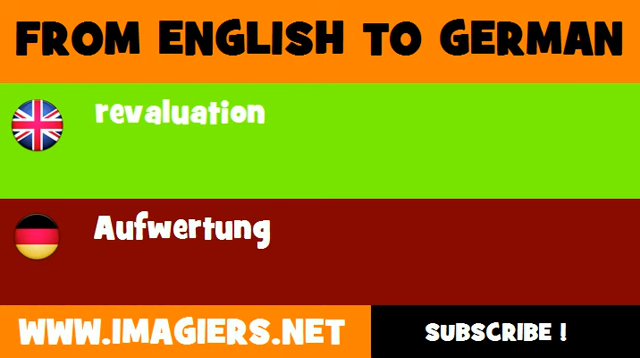 FROM ENGLISH TO GERMAN
revaluation
Aufwertung
WWW.IMAGIERS.NET
SUBSCRIBE !